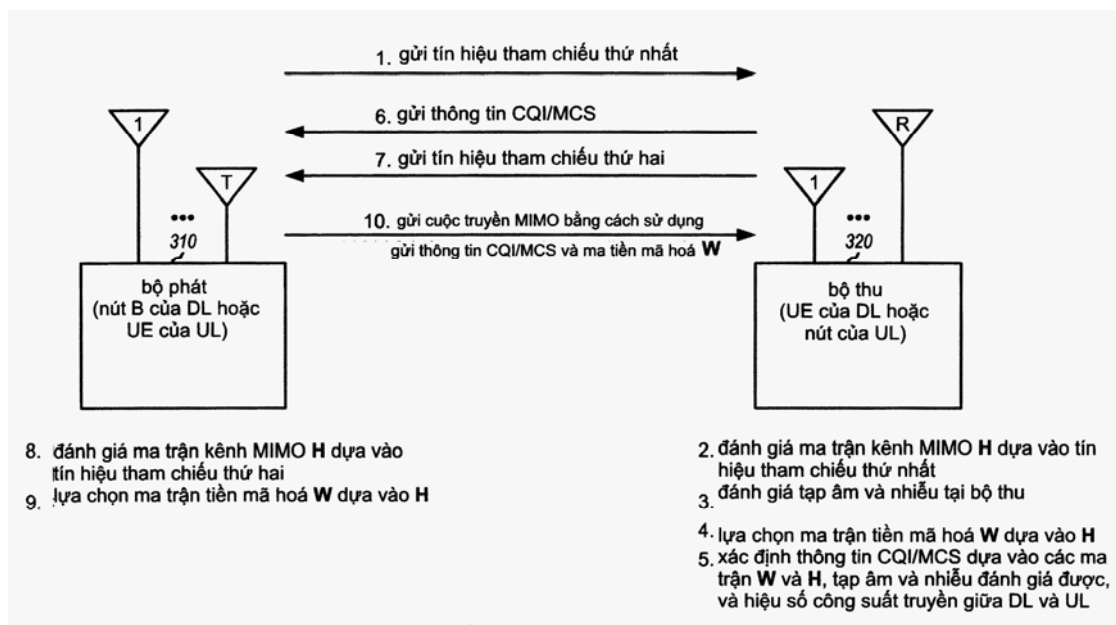 1. gửi tín hiệu tham chiếu thứ nhất
6. gửi thông tin CQI/MCS
7. gửi tín hiệu tham chiếu thứ hai
10. gửi cuộc truyền MIMO bằng cách sử dụng
gửi thông tin CQI/MCS và ma tiền mã hoá W
1
T
•••
310
bộ phát
(nút B của DL hoặc
UE của UL)
R
1
•••
320
bộ thu
(UE của DL hoặc
nút của UL)
8. đánh giá ma trận kênh MIMO H dựa vào
tín hiệu tham chiếu thứ hai
9. lựa chọn ma trận tiền mã hoá W dựa vào H
2. đánh giá ma trận kênh MIMO H dựa vào tín
hiệu tham chiếu thứ nhất
3. đánh giá tạp âm và nhiễu tại bộ thu
4. lựa chọn ma trận tiền mã hoá W dựa vào H
5. xác định thông tin CQI/MCS dựa vào các ma
trận W và H, tạp âm và nhiễu đánh giá được,
và hiệu số công suất truyền giữa DL và UL